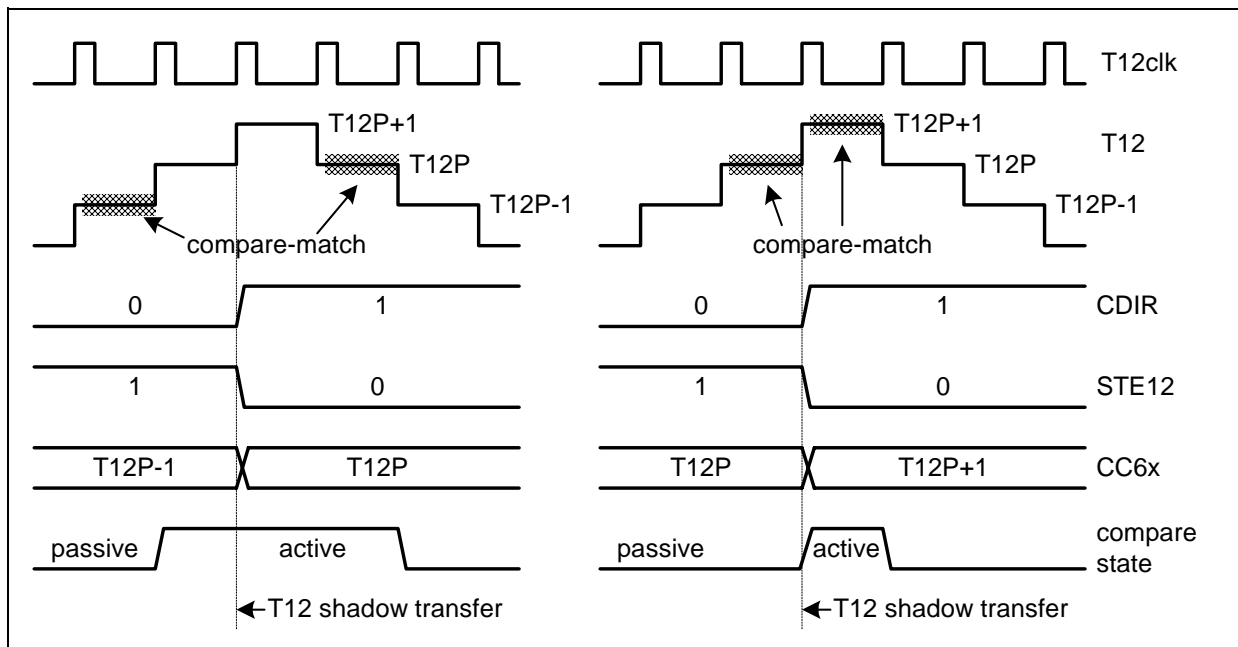 T12clk
T12P+1 T12P+1 T12
T12P T12P
T12P-1 T12P-1
compare-match compare-match
0 1 0 1 CDIR
1 0 1 0 STE12
T12P-1 T12P T12P T12P+1 CC6x
passive active passive active compare
state
T12 shadow transfer T12 shadow transfer